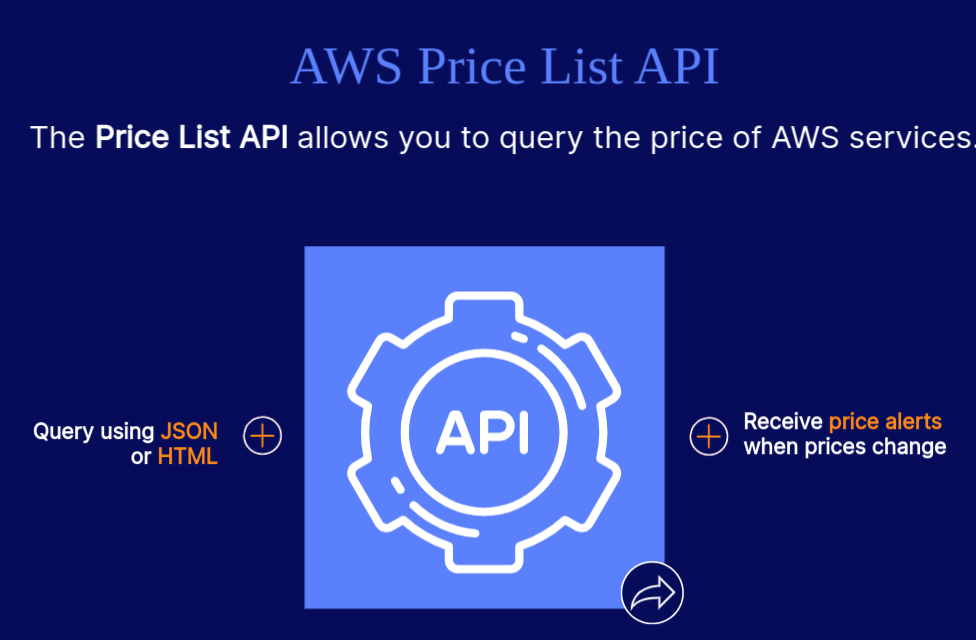 AWS Price List API
The Price List API allows you to query the price of AWS services.
Query using JSON
or HTML
API
Receive price alerts
when prices change